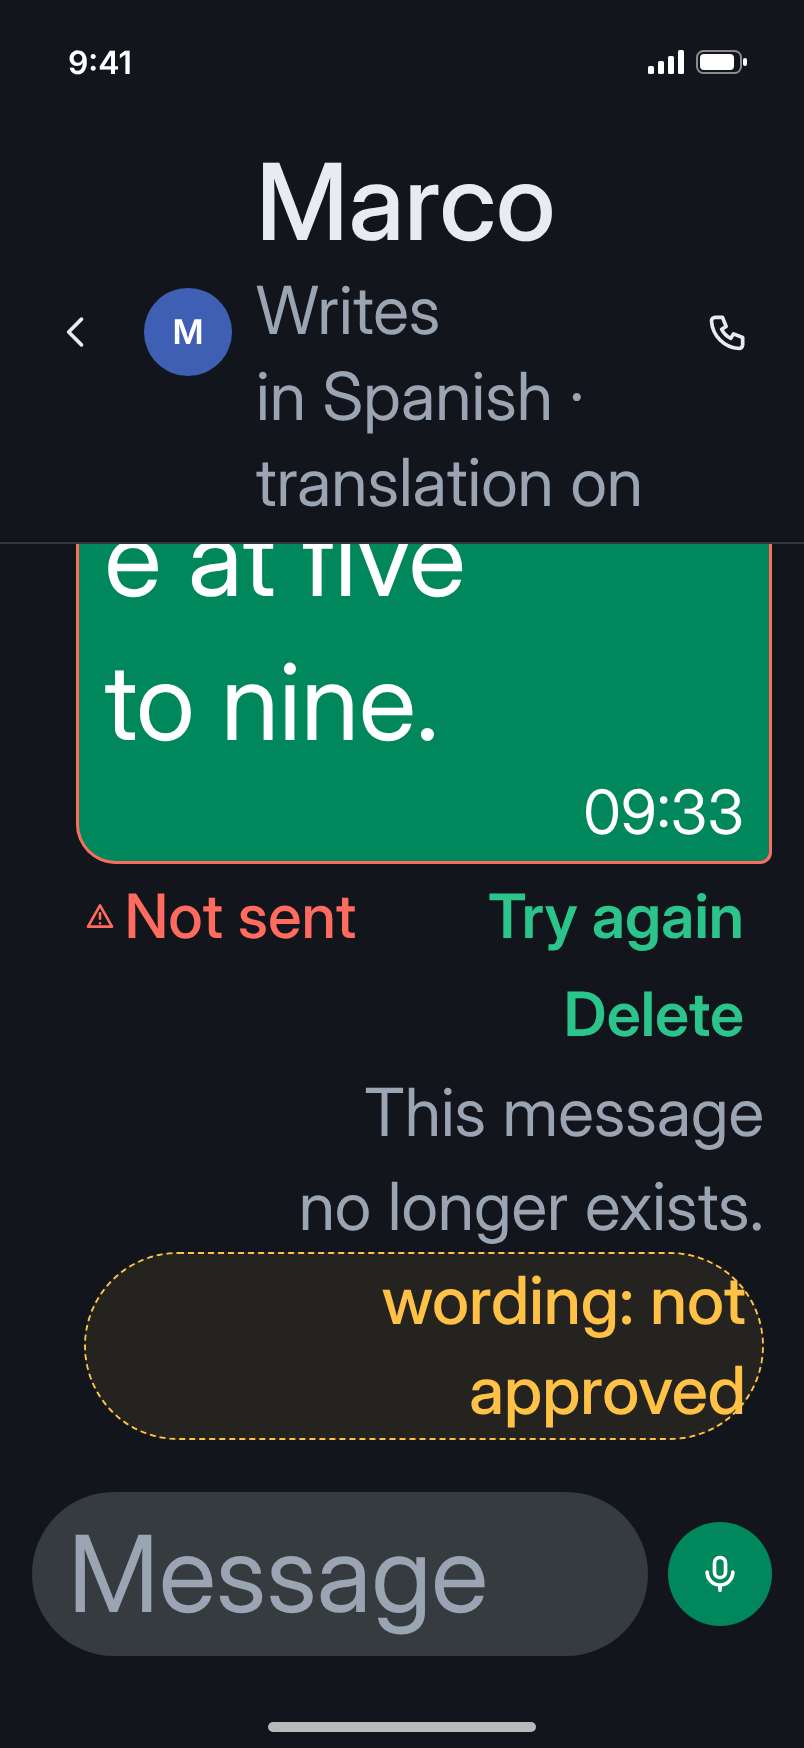 9:41
Marco
M
Writes
in Spanish ·
translation on
e at five
to nine.
09:33
Not sent
Try again
Delete
This message
no longer exists.
wording: not
approved
Message